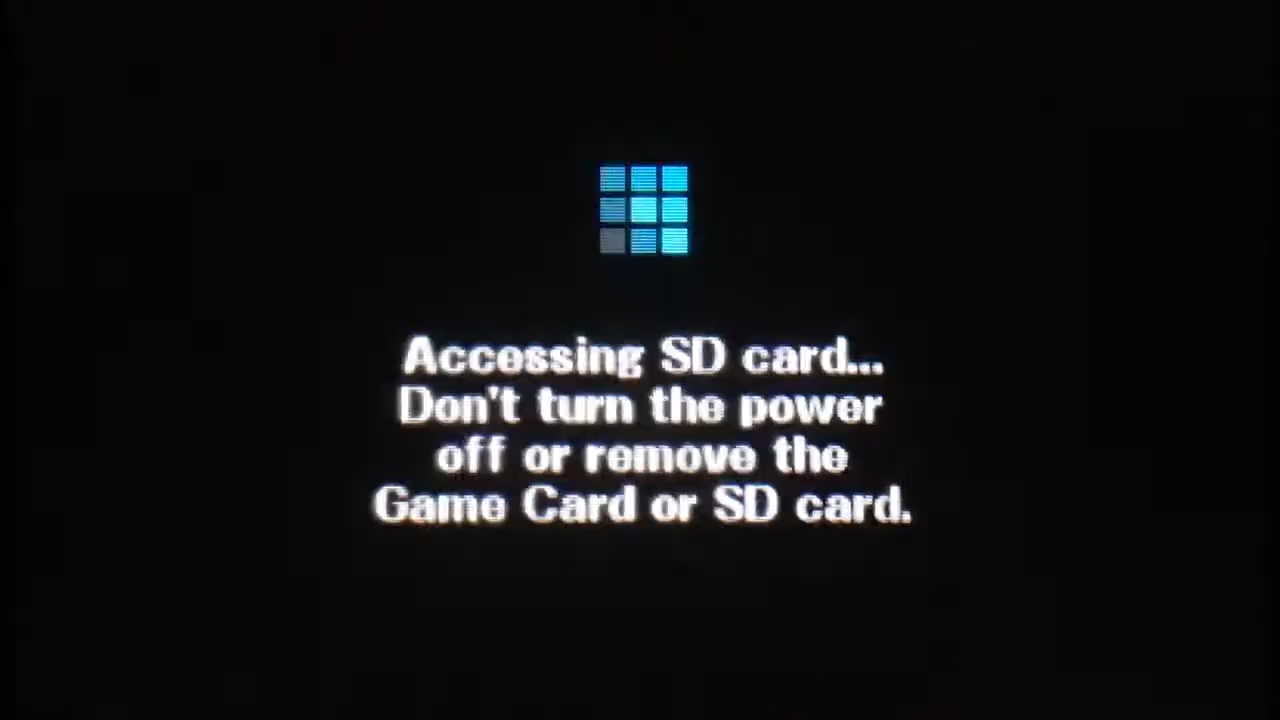 Accessing SD card...
Don't turn the power
off or remove the
Game Card or SD card.